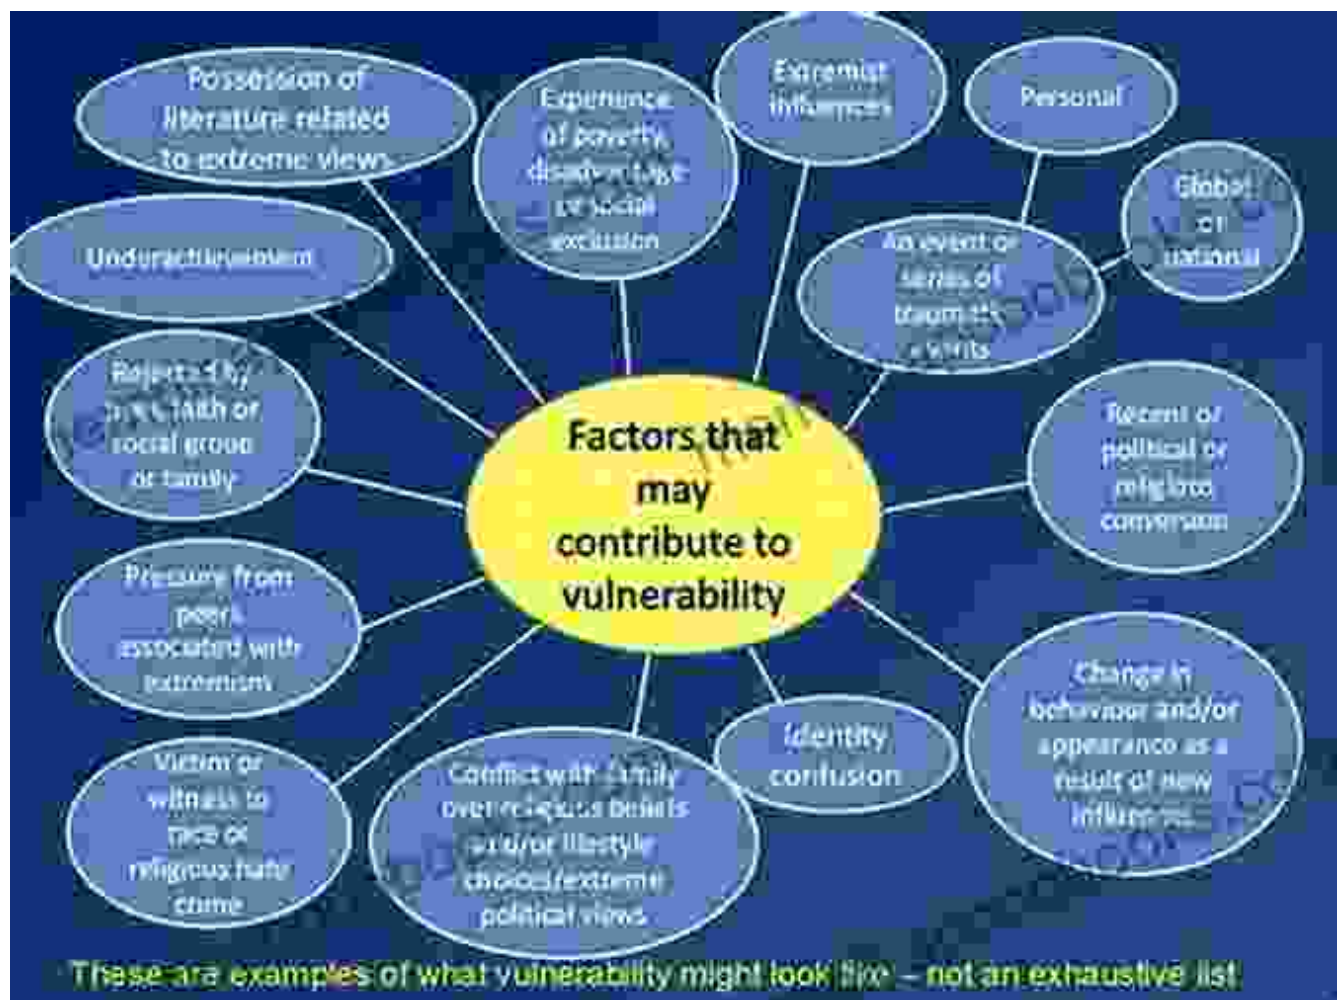 Possession of
literature related
to extreme views
Experience
of poverty,
disadvantage
or social
exclusion
Extremist
influences
Personal
Global
or
national
An event or
series of
traumatic
events
Underachievement
Rejected by
peer, faith or
social group
or family
Factors that
may
contribute to
vulnerability
Recent or
political or
religious
conversion
Pressure from
peers
associated with
extremism
Change in
behaviour and/or
appearance as a
result of new
influences
Identity
confusion
Victim or
witness to
race or
religious hate
crime
Conflict with family
over religious beliefs
and/or lifestyle
choices/extreme
political views
These are examples of what vulnerability might look like – not an exhaustive list